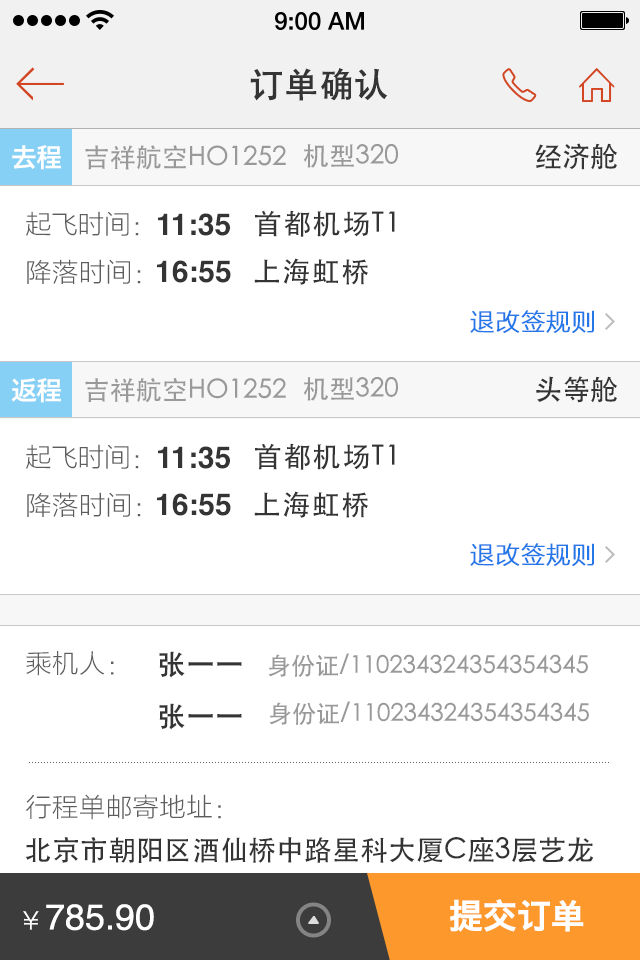 9:00 AM
订单确认
去程 吉祥航空HO1252 机型320 经济舱
起飞时间： 11:35 首都机场T1
降落时间： 16:55 上海虹桥
退改签规则
返程 吉祥航空HO1252 机型320 头等舱
起飞时间： 11:35 首都机场T1
降落时间： 16:55 上海虹桥
退改签规则
乘机人： 张一一 身份证/110234324354354345
张一一 身份证/110234324354354345
行程单邮寄地址：
北京市朝阳区酒仙桥中路星科大厦C座3层艺龙
¥785.90 提交订单